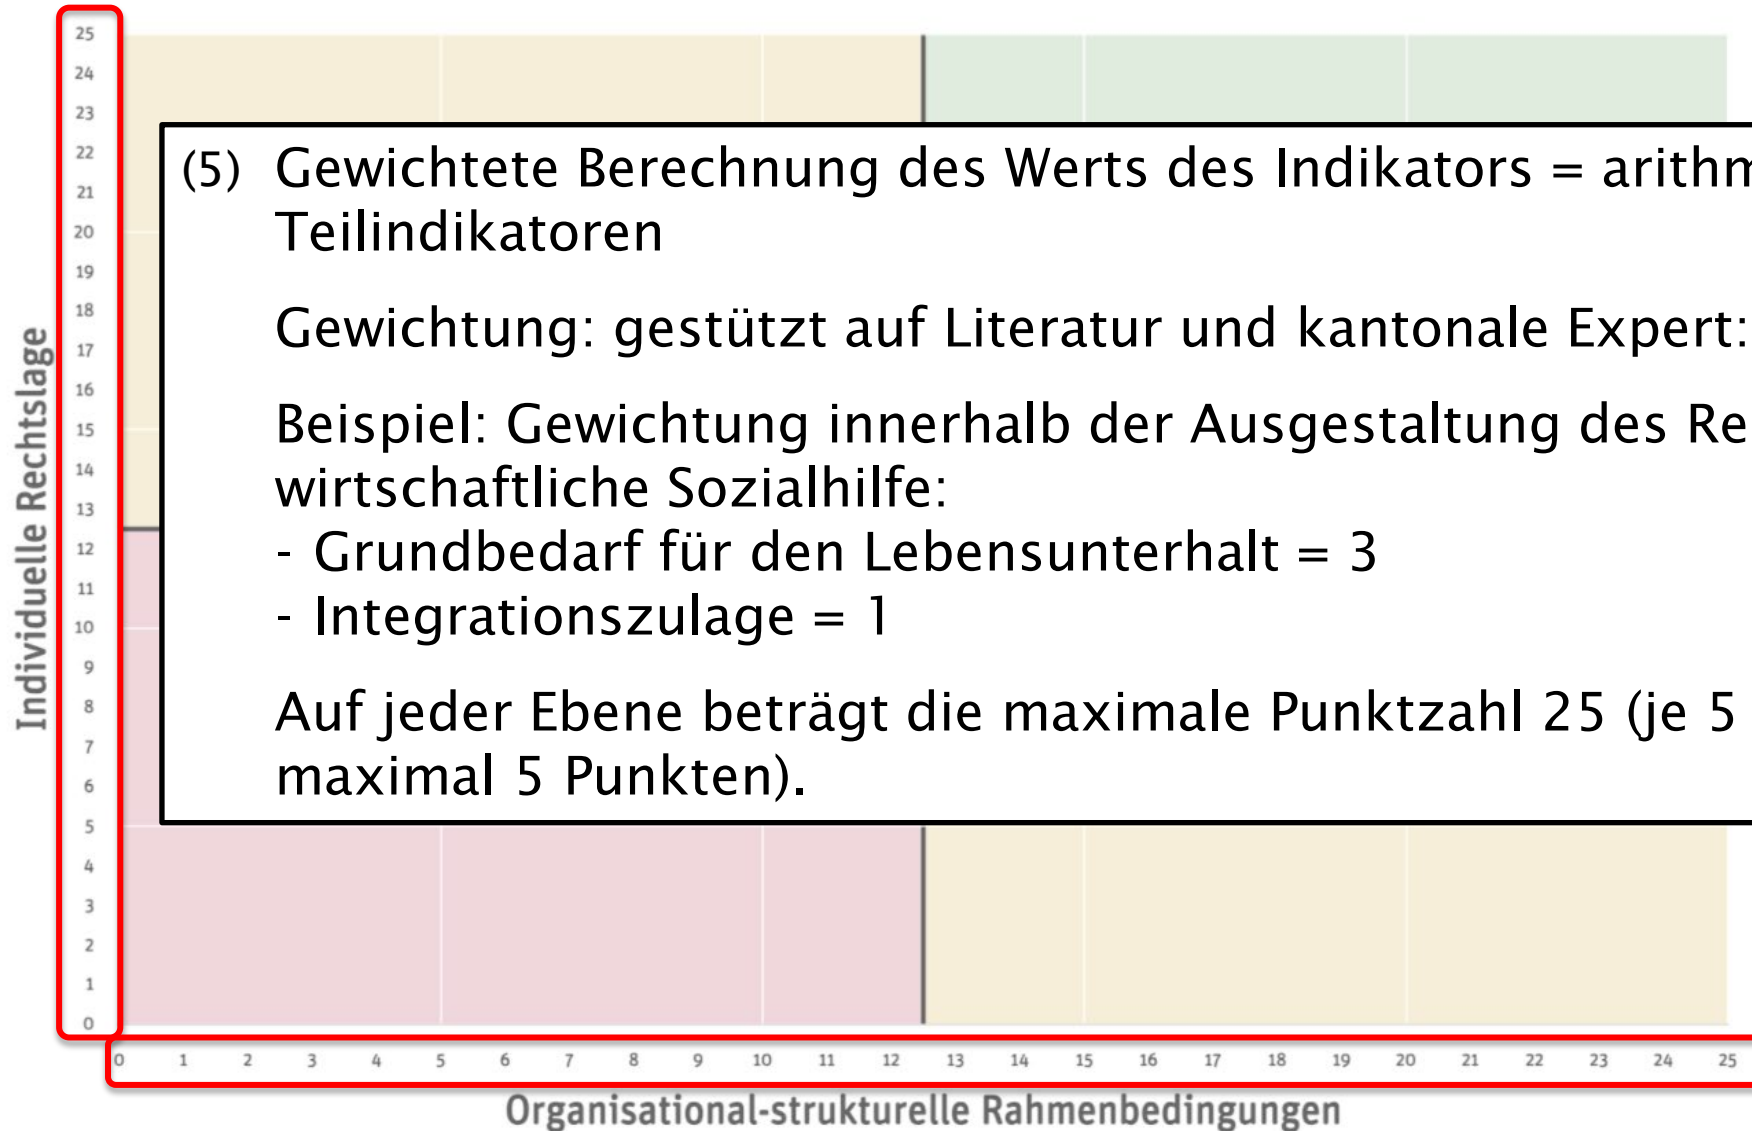 25
24
23
22
21
20
19
18
17
16
15
14
13
12
11
10
9
8
7
6
5
4
3
2
1
0
Individuelle Rechtslage
(5) Gewichtete Berechnung des Werts des Indikators = arithm
Teilindikatoren
Gewichtung: gestützt auf Literatur und kantonale Expert:
Beispiel: Gewichtung innerhalb der Ausgestaltung des Re
wirtschaftliche Sozialhilfe:
- Grundbedarf für den Lebensunterhalt = 3
- Integrationszulage = 1
Auf jeder Ebene beträgt die maximale Punktzahl 25 (je 5
maximal 5 Punkten).
0 1 2 3 4 5 6 7 8 9 10 11 12 13 14 15 16 17 18 19 20 21 22 23 24 25
Organisational-strukturelle Rahmenbedingungen